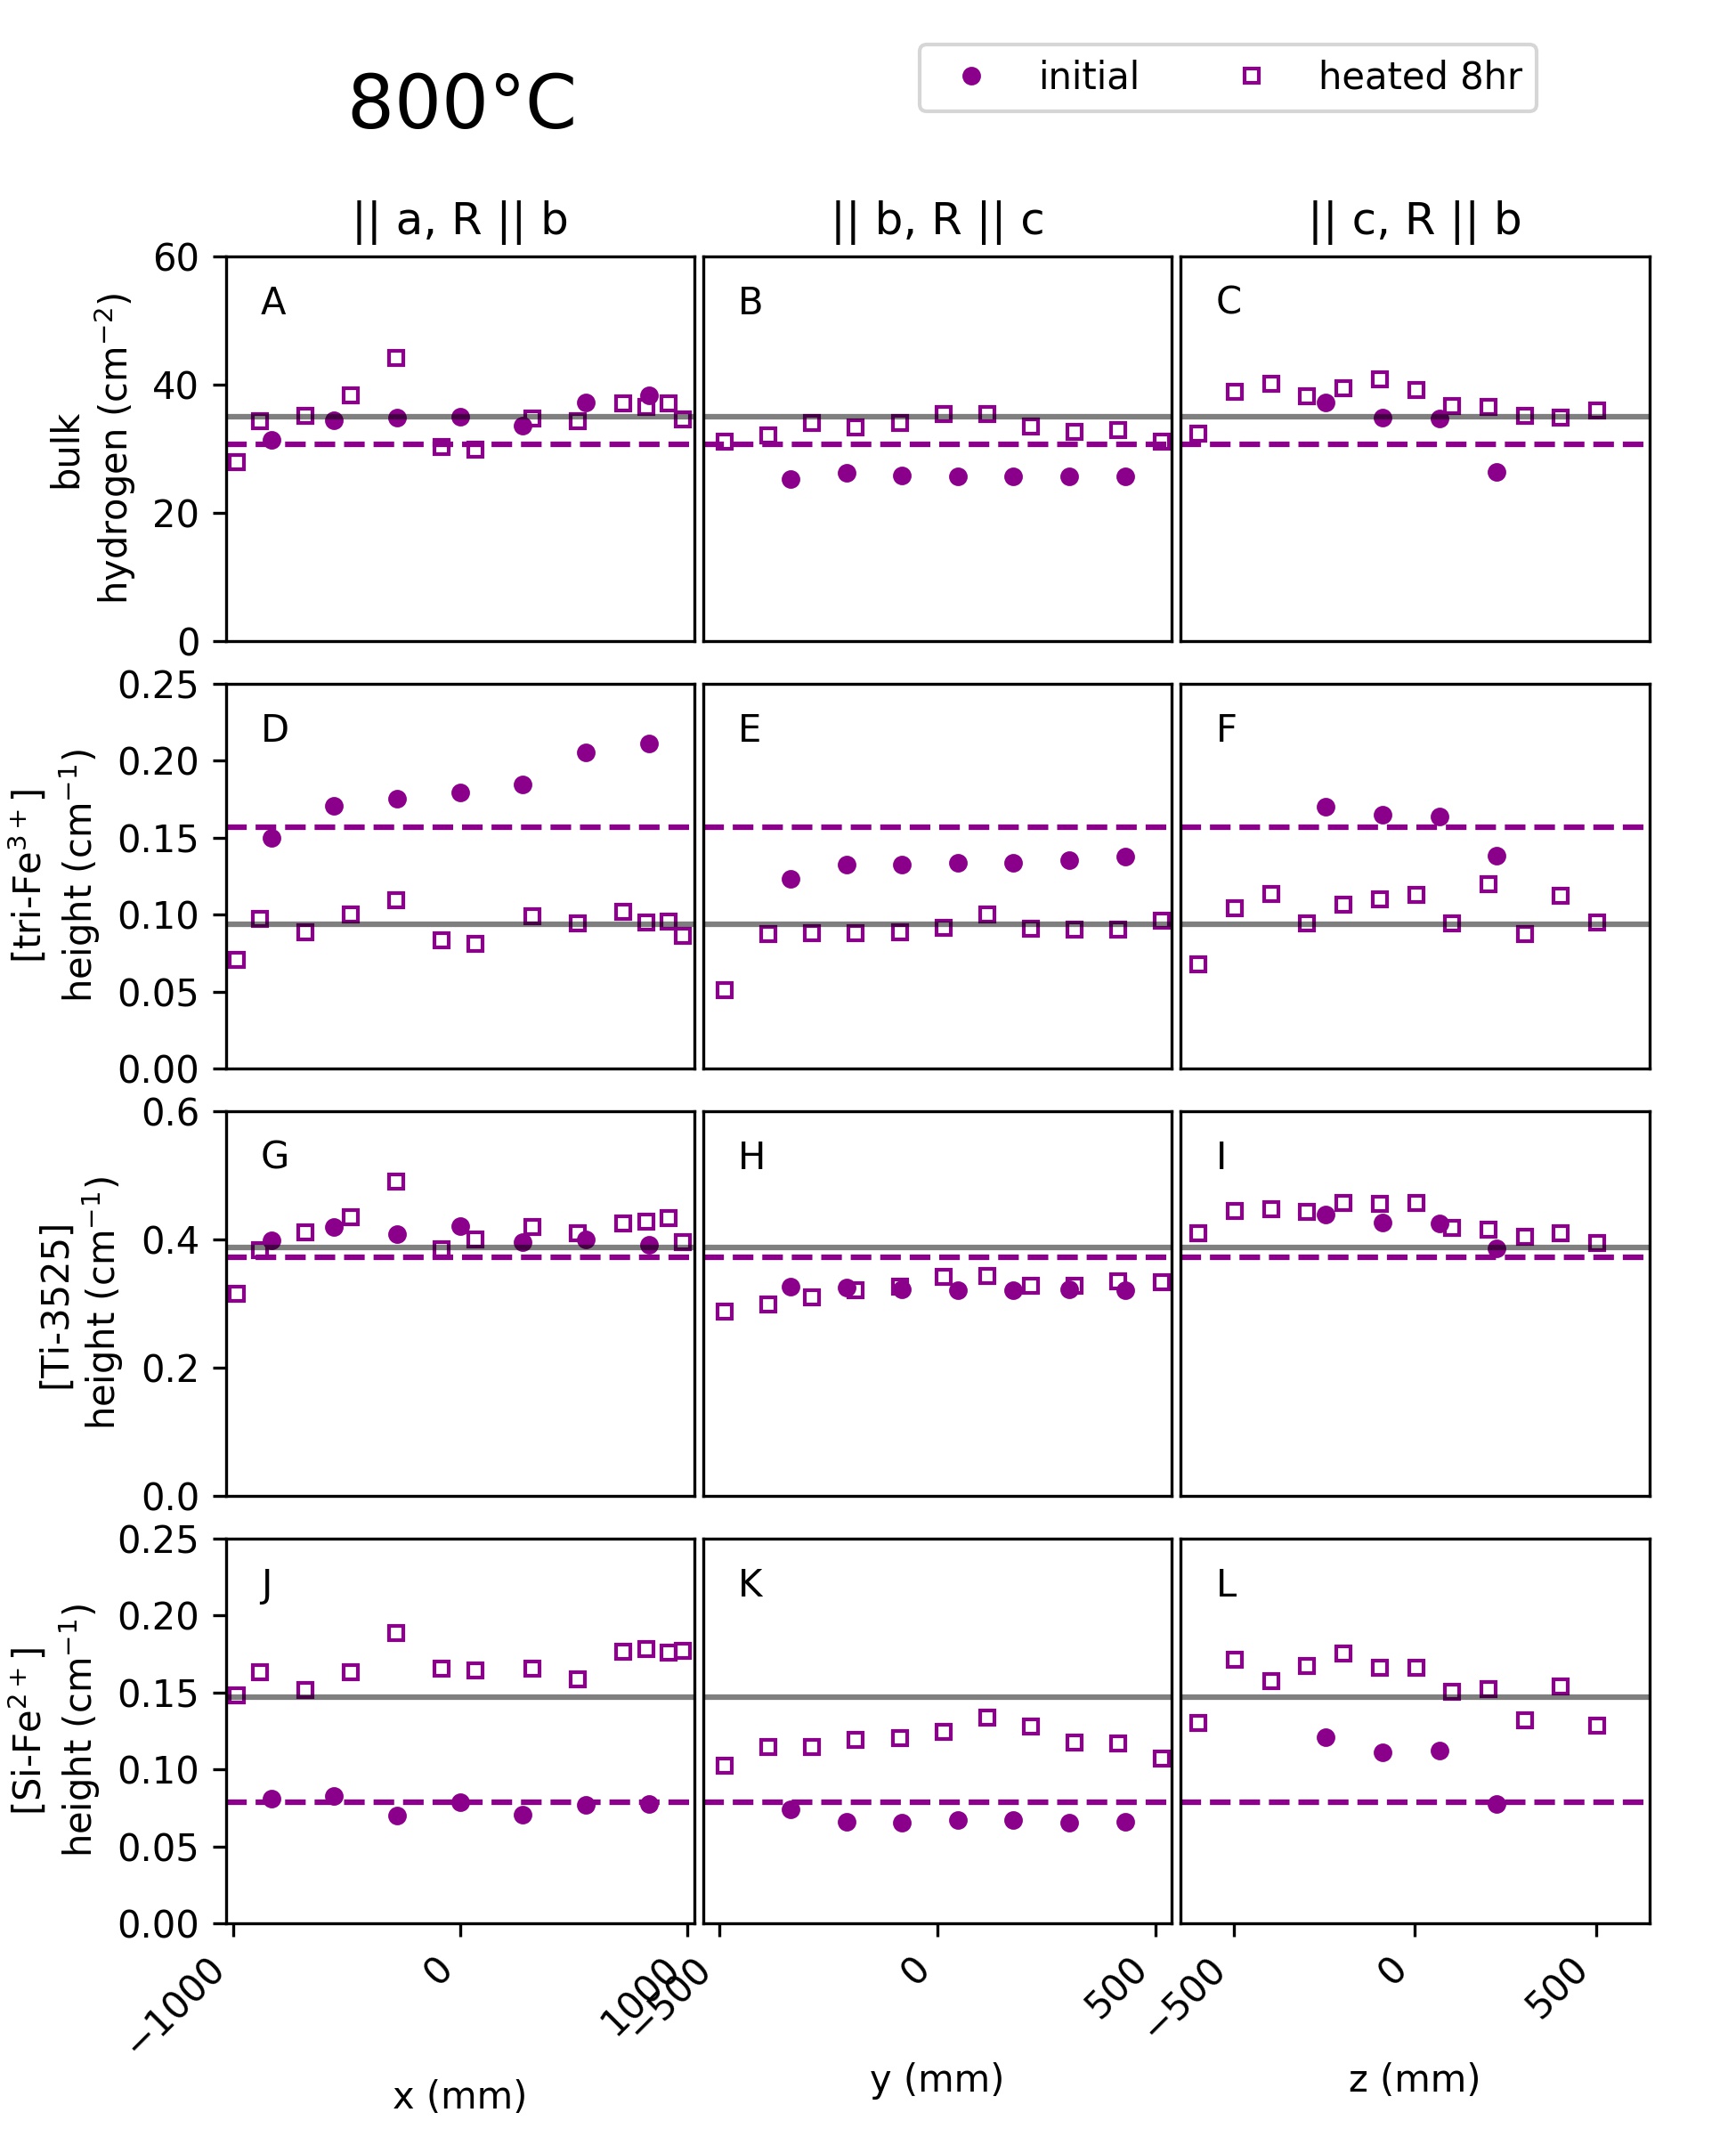 800°C
initial
heated 8hr
|| a, R || b
|| b, R || c
|| c, R || b
bulk
hydrogen (cm⁻²)
60
40
20
0
A
B
C
[tri-Fe³⁺]
height (cm⁻¹)
0.25
0.20
0.15
0.10
0.05
0.00
D
E
F
[Ti-3525]
height (cm⁻¹)
0.6
0.4
0.2
0.0
G
H
I
[Si-Fe²⁺]
height (cm⁻¹)
0.25
0.20
0.15
0.10
0.05
0.00
J
K
L
−1000
0
1000
−500
0
500
−500
0
500
x (mm)
y (mm)
z (mm)